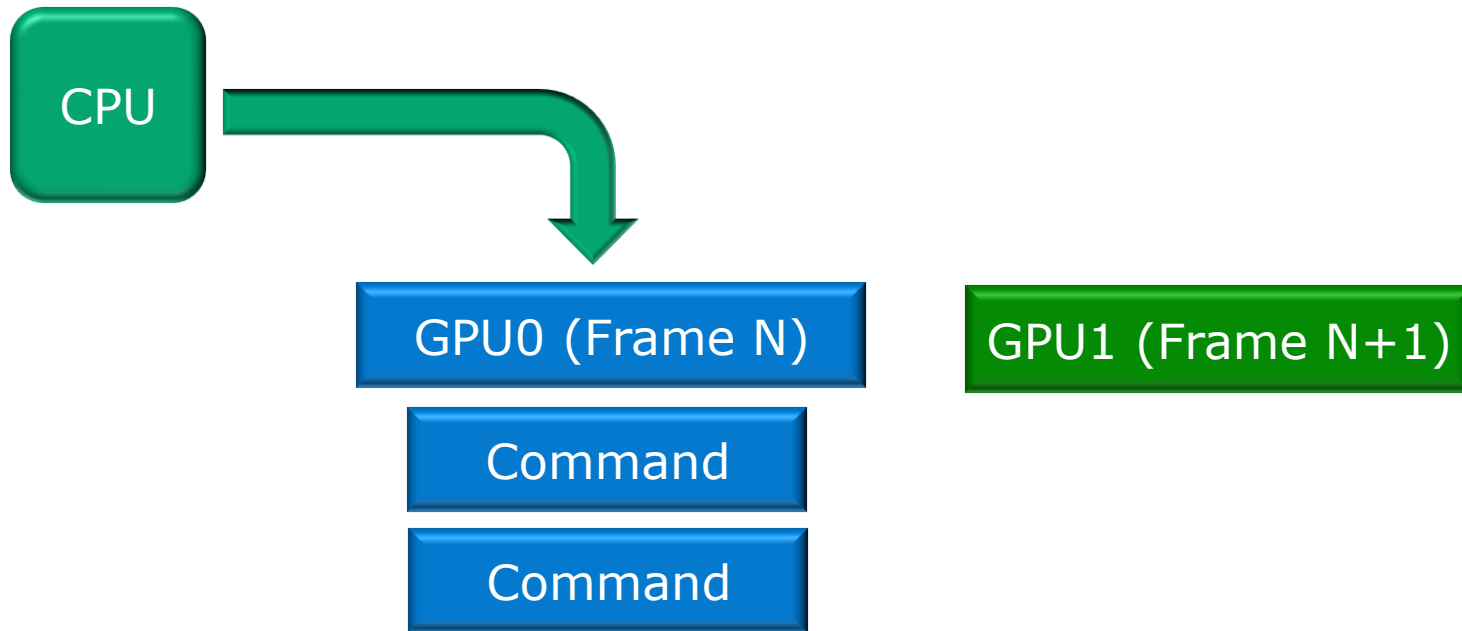 CPU
GPU0 (Frame N)
GPU1 (Frame N+1)
Command
Command